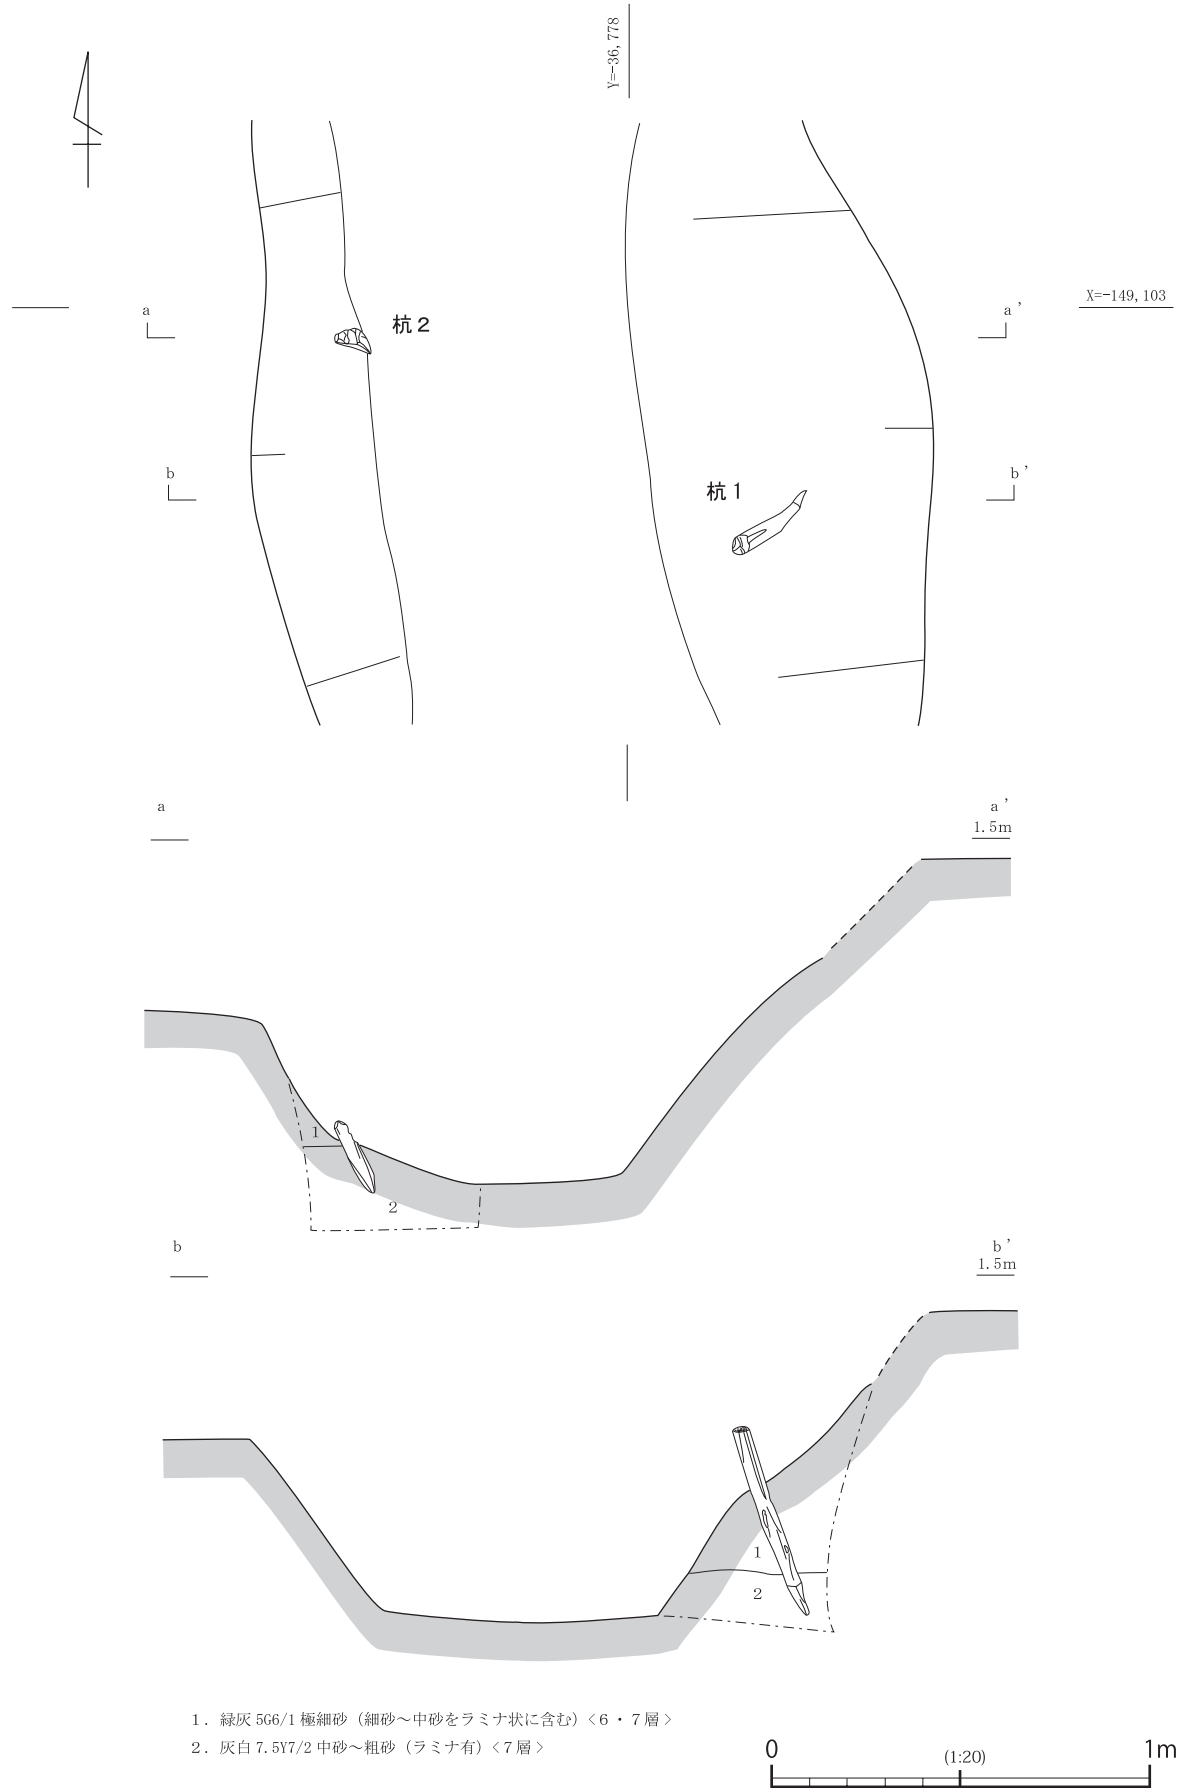 Y=-36,778
X=-149,103
a
a’
杭2
b
b’
杭1
a
a’
1.5m
1
2
b
b’
1.5m
1
2
1．緑灰 5G6/1 極細砂（細砂～中砂をラミナ状に含む）<６・７層>
2．灰白 7.5Y7/2 中砂～粗砂（ラミナ有）<７層>
0 (1:20) 1m